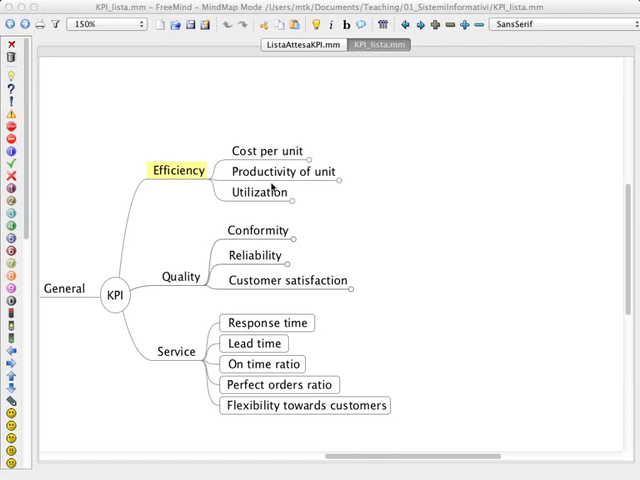 KPI_lista.mm - FreeMind - MindMap Mode /Users/mtk/Documents/Teaching/01_SistemiInformativi/KPI_lista.mm
150%
SansSerif
ListaAttesaKPI.mm
KPI_lista.mm
Cost per unit
Efficiency
Productivity of unit
Utilization
Conformity
Reliability
Quality
Customer satisfaction
General
KPI
Response time
Lead time
Service
On time ratio
Perfect orders ratio
Flexibility towards customers